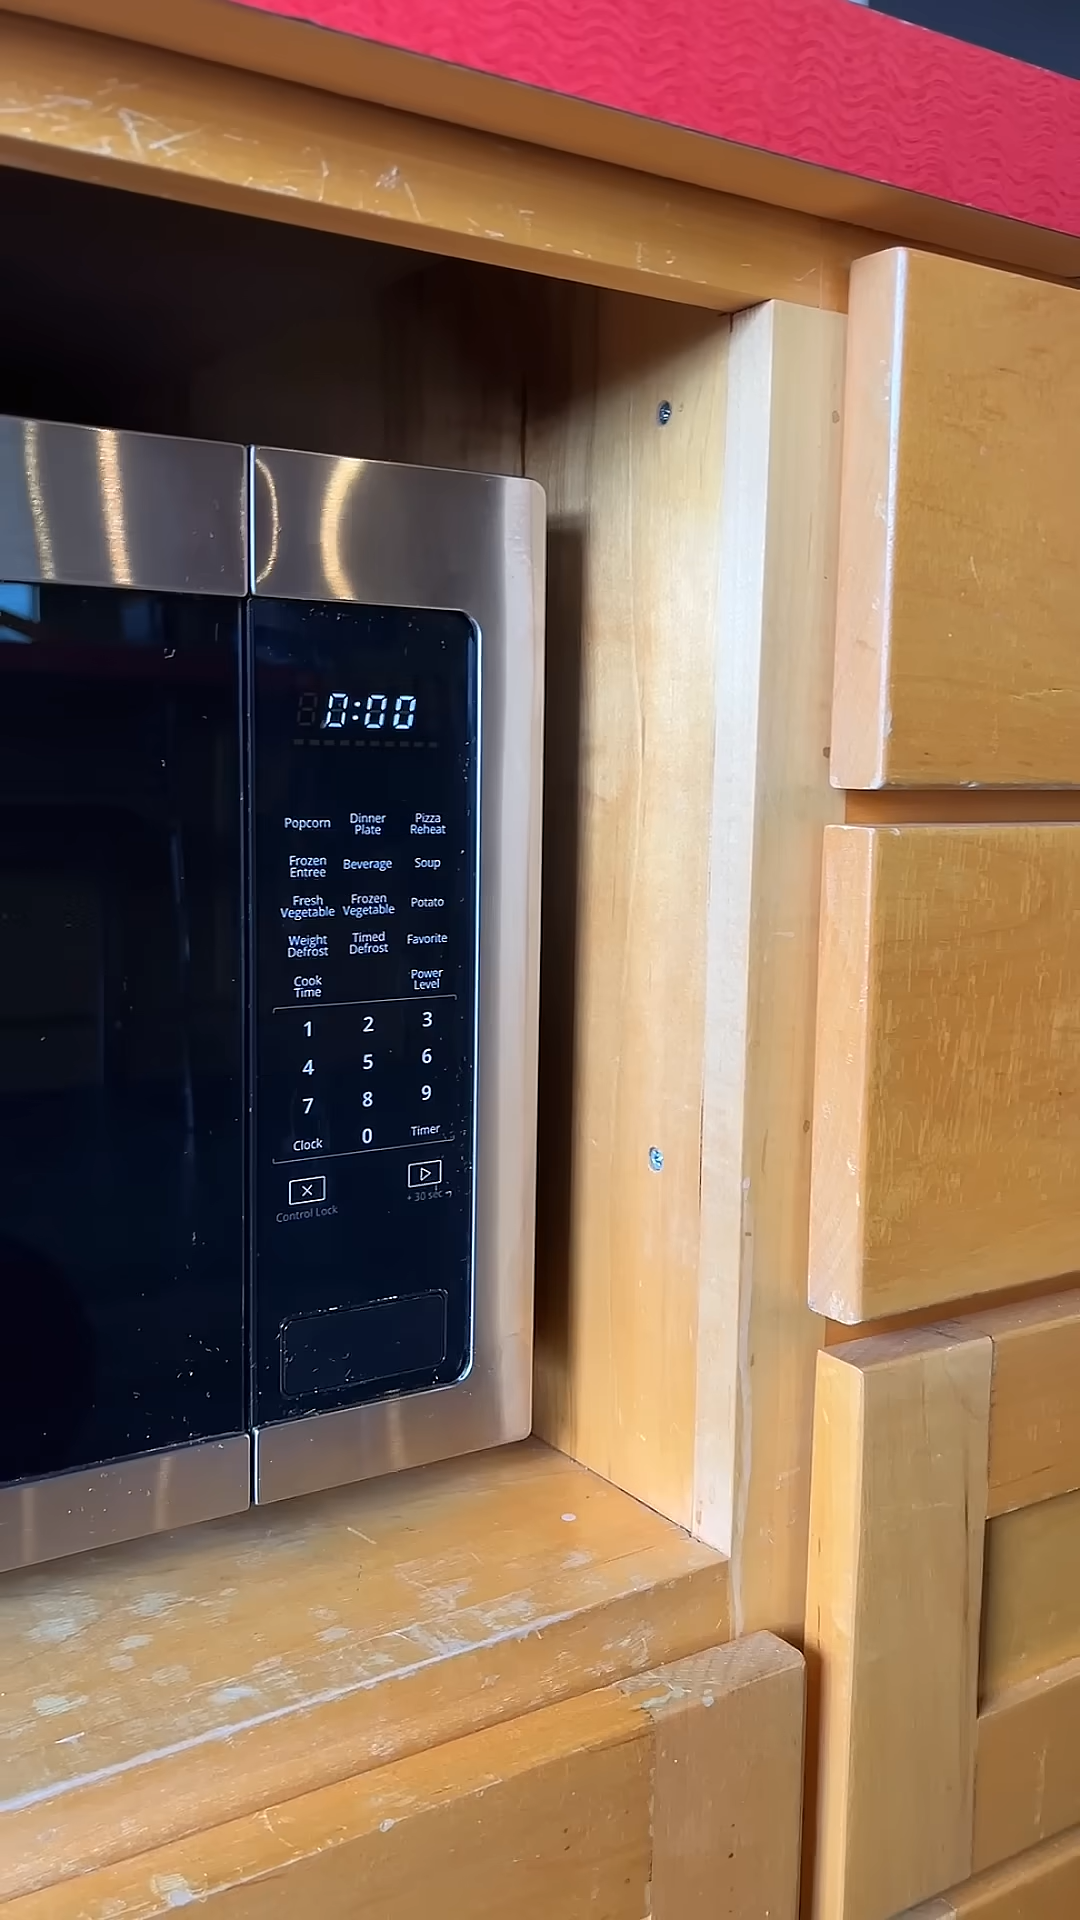 0:00
Popcorn Dinner Plate Pizza Reheat
Frozen Entree Beverage Soup
Fresh Vegetable Frozen Vegetable Potato
Weight Defrost Timed Defrost Favorite
Cook Time Power Level
1 2 3
4 5 6
7 8 9
Clock 0 Timer
Control Lock + 30 sec